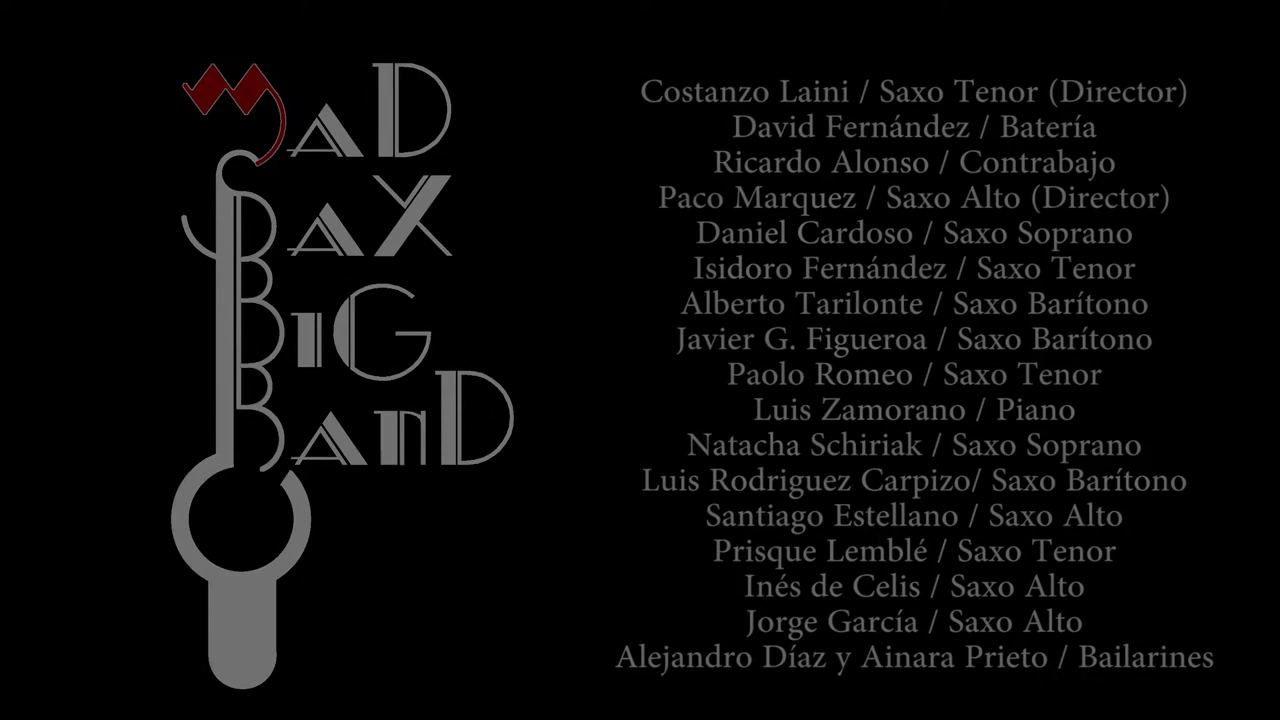 MAD
SAX
BIG
BAND
Costanzo Laini / Saxo Tenor (Director)
David Fernández / Batería
Ricardo Alonso / Contrabajo
Paco Marquez / Saxo Alto (Director)
Daniel Cardoso / Saxo Soprano
Isidoro Fernández / Saxo Tenor
Alberto Tarilonte / Saxo Barítono
Javier G. Figueroa / Saxo Barítono
Paolo Romeo / Saxo Tenor
Luis Zamorano / Piano
Natacha Schiriak / Saxo Soprano
Luis Rodriguez Carpizo/ Saxo Barítono
Santiago Estellano / Saxo Alto
Prisque Lemblé / Saxo Tenor
Inés de Celis / Saxo Alto
Jorge García / Saxo Alto
Alejandro Díaz y Ainara Prieto / Bailarines